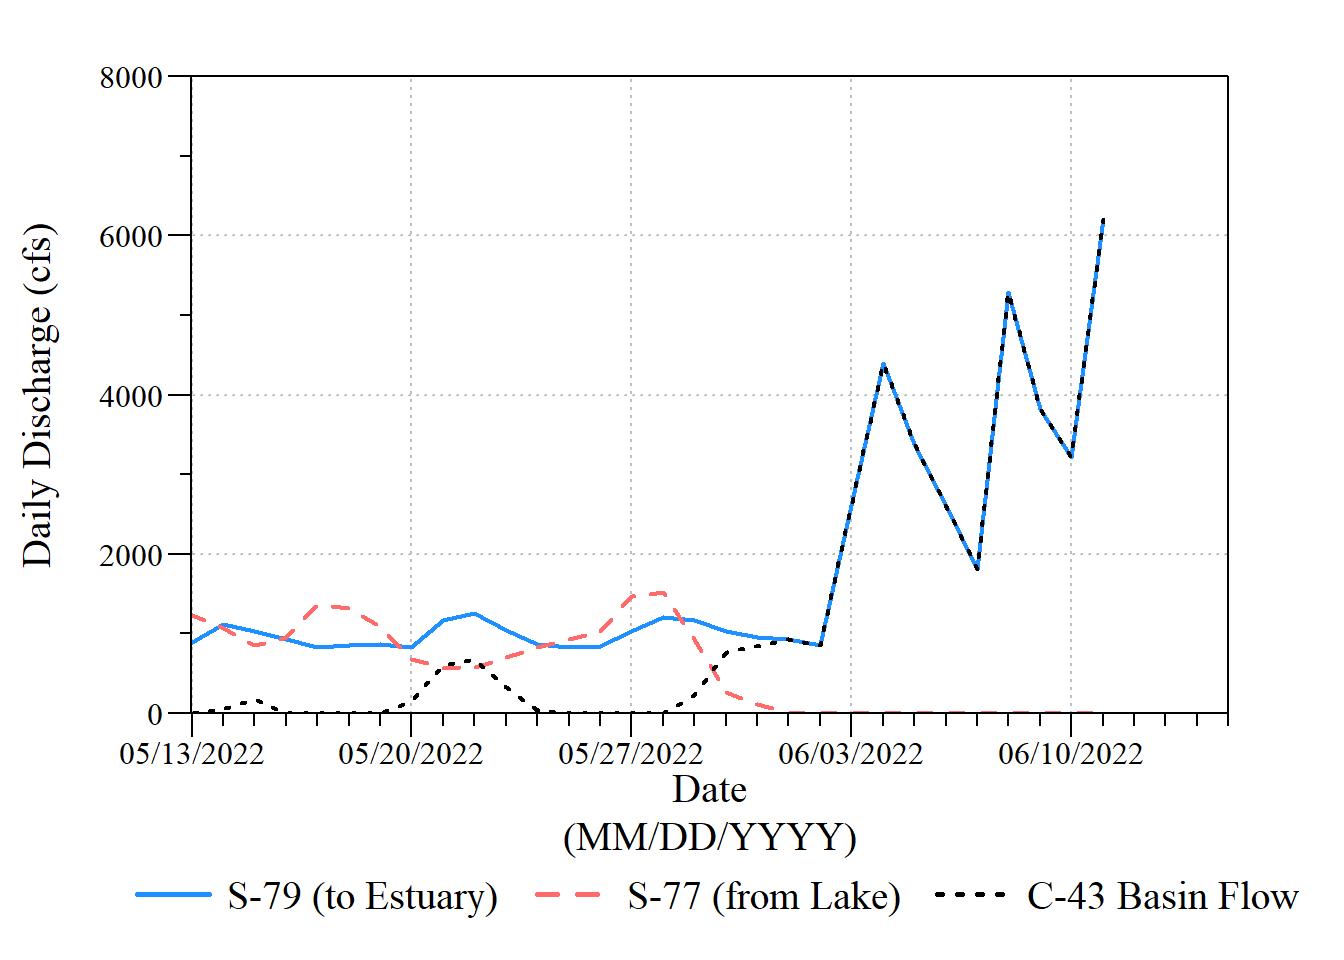 8000
6000
4000
2000
0
Daily Discharge (cfs)
05/13/2022 05/20/2022 05/27/2022 06/03/2022 06/10/2022
Date
(MM/DD/YYYY)
S-79 (to Estuary) S-77 (from Lake) C-43 Basin Flow